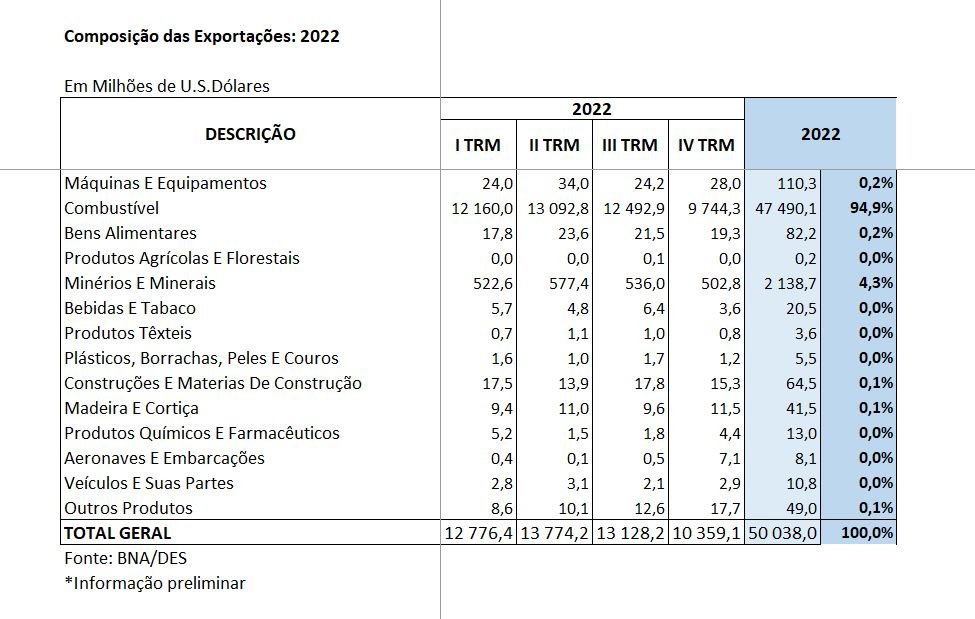 Composição das Exportações: 2022
Em Milhões de U.S.Dólares
DESCRIÇÃO 2022 2022
I TRM II TRM III TRM IV TRM
Máquinas E Equipamentos 24,0 34,0 24,2 28,0 110,3 0,2%
Combustível 12 160,0 13 092,8 12 492,9 9 744,3 47 490,1 94,9%
Bens Alimentares 17,8 23,6 21,5 19,3 82,2 0,2%
Produtos Agrícolas E Florestais 0,0 0,0 0,1 0,0 0,2 0,0%
Minérios E Minerais 522,6 577,4 536,0 502,8 2 138,7 4,3%
Bebidas E Tabaco 5,7 4,8 6,4 3,6 20,5 0,0%
Produtos Têxteis 0,7 1,1 1,0 0,8 3,6 0,0%
Plásticos, Borrachas, Peles E Couros 1,6 1,0 1,7 1,2 5,5 0,0%
Construções E Materias De Construção 17,5 13,9 17,8 15,3 64,5 0,1%
Madeira E Cortiça 9,4 11,0 9,6 11,5 41,5 0,1%
Produtos Químicos E Farmacêuticos 5,2 1,5 1,8 4,4 13,0 0,0%
Aeronaves E Embarcações 0,4 0,1 0,5 7,1 8,1 0,0%
Veículos E Suas Partes 2,8 3,1 2,1 2,9 10,8 0,0%
Outros Produtos 8,6 10,1 12,6 17,7 49,0 0,1%
TOTAL GERAL 12 776,4 13 774,2 13 128,2 10 359,1 50 038,0 100,0%
Fonte: BNA/DES
*Informação preliminar